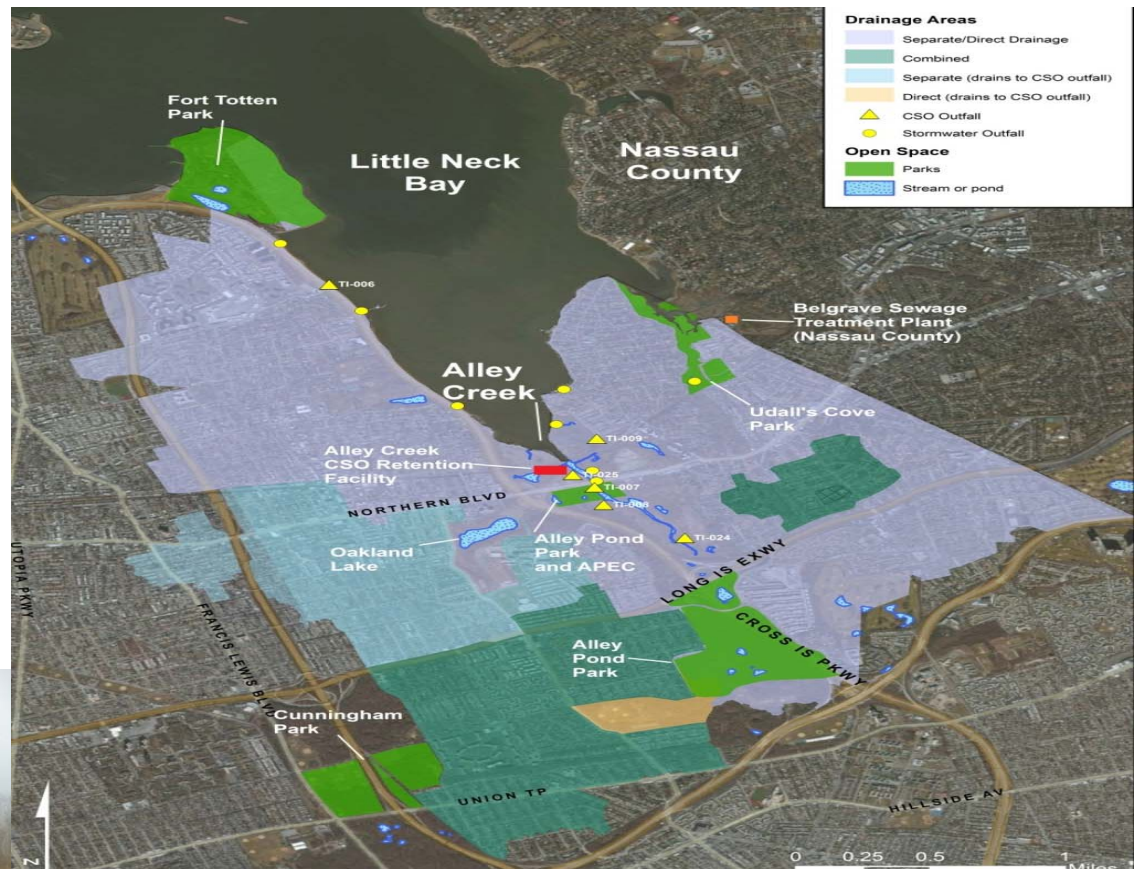 Drainage Areas
Separate/Direct Drainage
Combined
Separate (drains to CSO outfall)
Direct (drains to CSO outfall)
CSO Outfall
Stormwater Outfall
Open Space
Parks
Stream or pond
Fort Totten
Park
Little Neck
Bay
Nassau
County
TI-006
Belgrave Sewage
Treatment Plant
(Nassau County)
Alley
Creek
Udall's Cove
Park
TI-009
Alley Creek
CSO Retention
Facility
TI-025
TI-007
NORTHERN BLVD
TI-008
Oakland
Lake
Alley Pond
Park
and APEC
TI-024
LONG IS EXWY
UTOPIA PKWY
FRANCIS LEWIS BLVD
CROSS IS PKWY
Alley
Pond
Park
Cunningham
Park
UNION TP
HILLSIDE AV
N
0 0.25 0.5 1
Miles